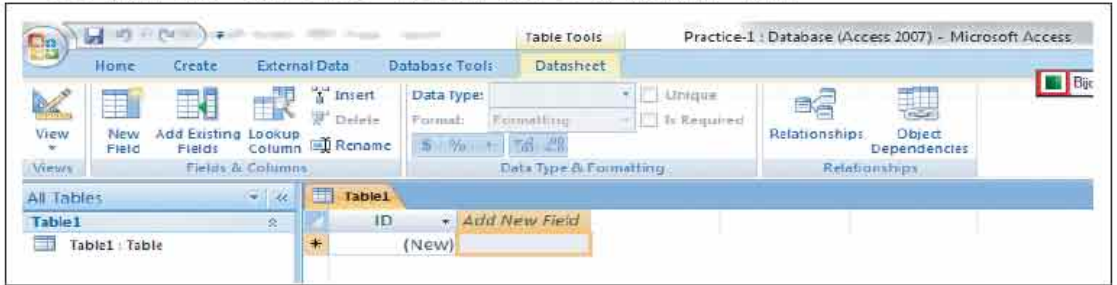 Table Tools Practice-1 : Database (Access 2007) - Microsoft Access
Home Create External Data Database Tools Datasheet
Insert Data Type: Unique
Delete Format: Formatting Is Required
View New Field Add Existing Fields Lookup Column Rename $ % Relationships Object Dependencies
Views Fields & Columns Data Type & Formatting Relationships
All Tables Table1
Table1 ID Add New Field
Table1 : Table * (New)